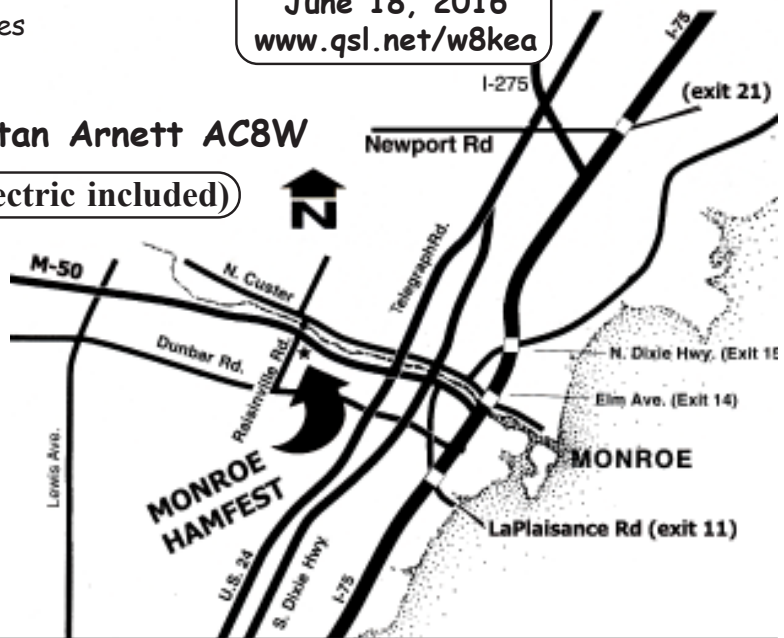 June 18, 2016
es
www.qsl.net/w8kea
I-75
I-275
(exit 21)
tan Arnett AC8W
Newport Rd
ectric included)
N
Telegraph Rd.
M-50
N. Custer
Dunbar Rd.
Raisinville Rd.
N. Dixie Hwy. (Exit 15
Elm Ave. (Exit 14)
Lewis Ave.
MONROE
MONROE
HAMFEST
LaPlaisance Rd (exit 11)
U.S. 24
S. Dixie Hwy.
I-75